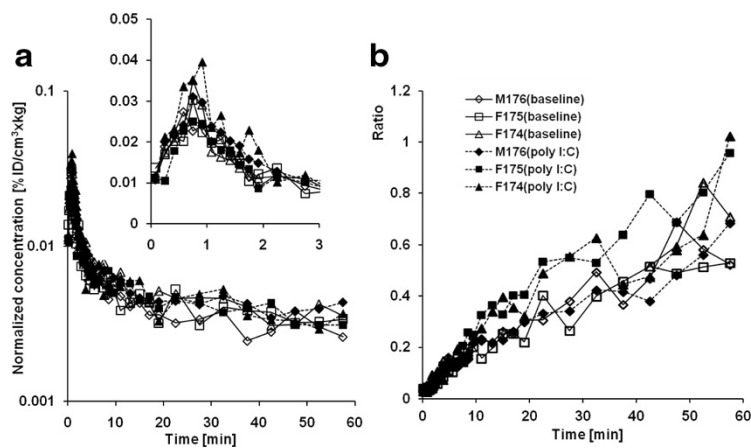 a
Normalized concentration [% ID/cm³xkg]
0.1
0.01
0.001
0 10 20 30 40 50 60
Time [min]
0.05
0.04
0.03
0.02
0.01
0
0 1 2 3
b
Ratio
1.2
1
0.8
0.6
0.4
0.2
0
0 10 20 30 40 50 60
Time [min]
M176(baseline)
F175(baseline)
F174(baseline)
M176(poly I:C)
F175(poly I:C)
F174(poly I:C)